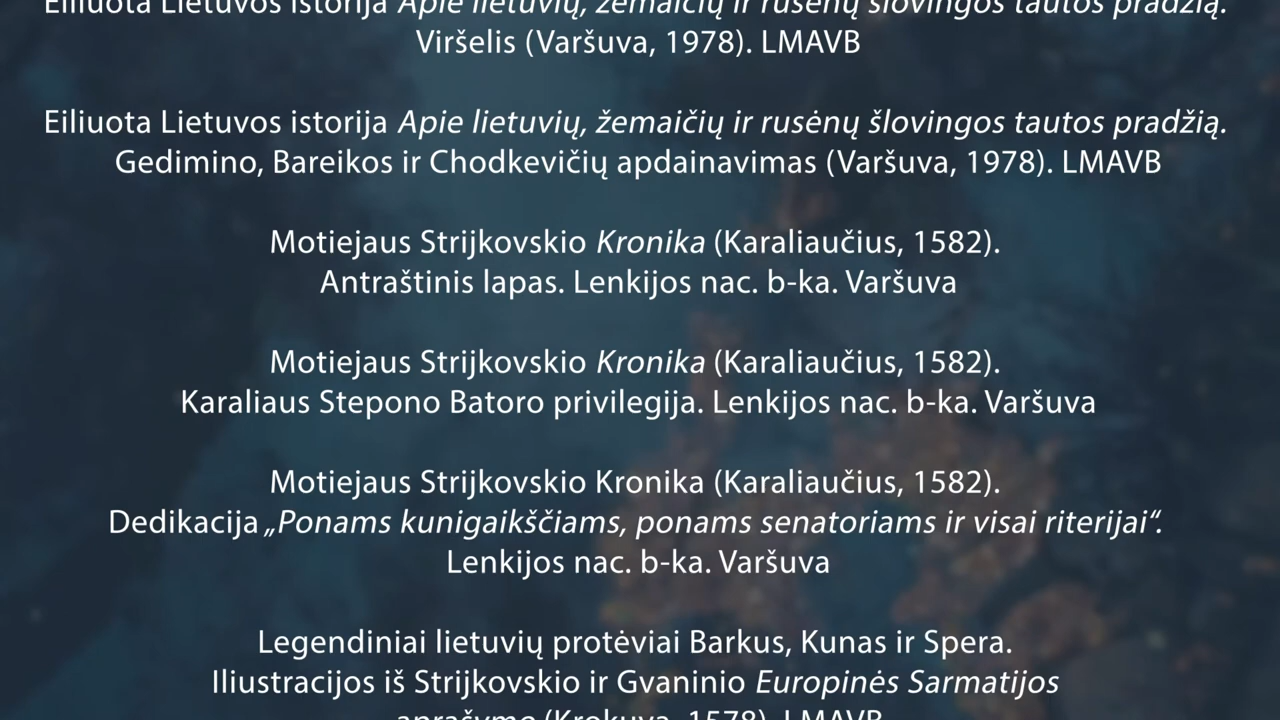 Eiliuota Lietuvos istorija Apie lietuvių, žemaičių ir rusėnų šlovingos tautos pradžią.
Viršelis (Varšuva, 1978). LMAVB
Eiliuota Lietuvos istorija Apie lietuvių, žemaičių ir rusėnų šlovingos tautos pradžią.
Gedimino, Bareikos ir Chodkevičių apdainavimas (Varšuva, 1978). LMAVB
Motiejaus Strijkovskio Kronika (Karaliaučius, 1582).
Antraštinis lapas. Lenkijos nac. b-ka. Varšuva
Motiejaus Strijkovskio Kronika (Karaliaučius, 1582).
Karaliaus Stepono Batoro privilegija. Lenkijos nac. b-ka. Varšuva
Motiejaus Strijkovskio Kronika (Karaliaučius, 1582).
Dedikacija „Ponams kunigaikščiams, ponams senatoriams ir visai riterijai“.
Lenkijos nac. b-ka. Varšuva
Legendiniai lietuvių protėviai Barkus, Kunas ir Spera.
Iliustracijos iš Strijkovskio ir Gvaninio Europinės Sarmatijos
aprašymo (Krokuva, 1578). LMAVB